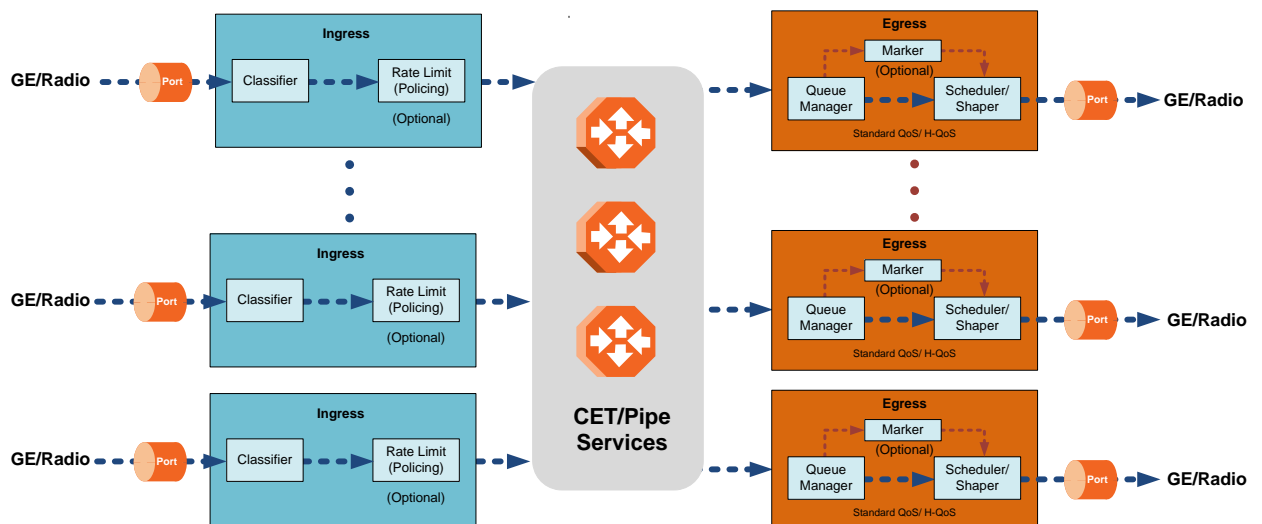 Ingress
GE/Radio
Port
Classifier
Rate Limit
(Policing)
(Optional)
Egress
Marker
(Optional)
Queue
Manager
Scheduler/
Shaper
Standard QoS/ H-QoS
Port
GE/Radio
Ingress
GE/Radio
Port
Classifier
Rate Limit
(Policing)
(Optional)
Egress
Marker
(Optional)
Queue
Manager
Scheduler/
Shaper
Standard QoS/ H-QoS
Port
GE/Radio
CET/Pipe
Services
Ingress
GE/Radio
Port
Classifier
Rate Limit
(Policing)
(Optional)
Egress
Marker
(Optional)
Queue
Manager
Scheduler/
Shaper
Standard QoS/ H-QoS
Port
GE/Radio